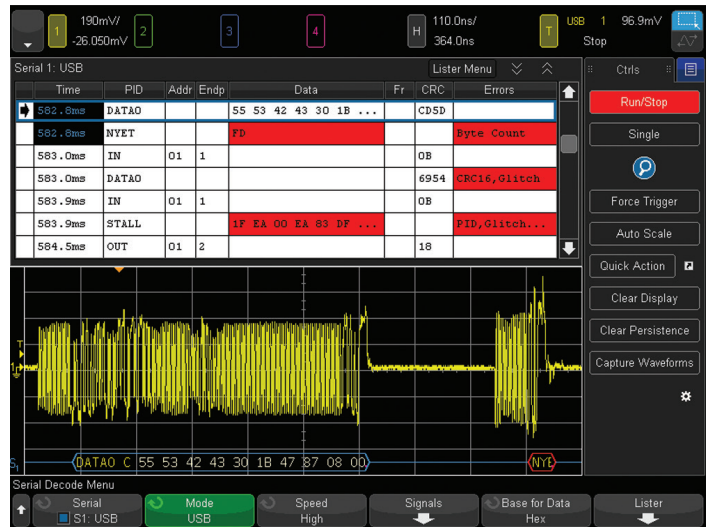 1 190mV/ -26.050mV 2 3 4 H 110.0ns/ 364.0ns T USB 1 96.9mV Stop
Serial 1: USB Lister Menu
Time PID Addr Endp Data Fr CRC Errors
582.8ms DATA0 55 53 42 43 30 1B ... CD5D
582.8ms NYET FD Byte Count
583.0ms IN 01 1 0B
583.0ms DATA0 6954 CRC16,Glitch
583.9ms IN 01 1 0B
583.9ms STALL 1F EA 00 EA 83 DF ... PID,Glitch...
584.5ms OUT 01 2 18
Ctrls
Run/Stop
Single
Force Trigger
Auto Scale
Quick Action
Clear Display
Clear Persistence
Capture Waveforms
T
1
S1 DATA0 C 55 53 42 43 30 1B 47 87 08 00 NYE
Serial Decode Menu
Serial Mode Speed Signals Base for Data Lister
S1: USB USB High Hex